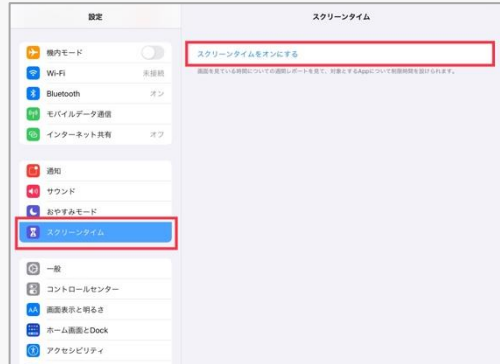 設定
スクリーンタイム
機内モード
Wi-Fi 未接続
Bluetooth オン
モバイルデータ通信
インターネット共有 オフ
通知
サウンド
おやすみモード
スクリーンタイム
一般
コントロールセンター
AA 画面表示と明るさ
ホーム画面とDock
アクセシビリティ
スクリーンタイムをオンにする
画面を見ている時間についての週間レポートを見て、対象とするAppについて制限時間を設けられます。